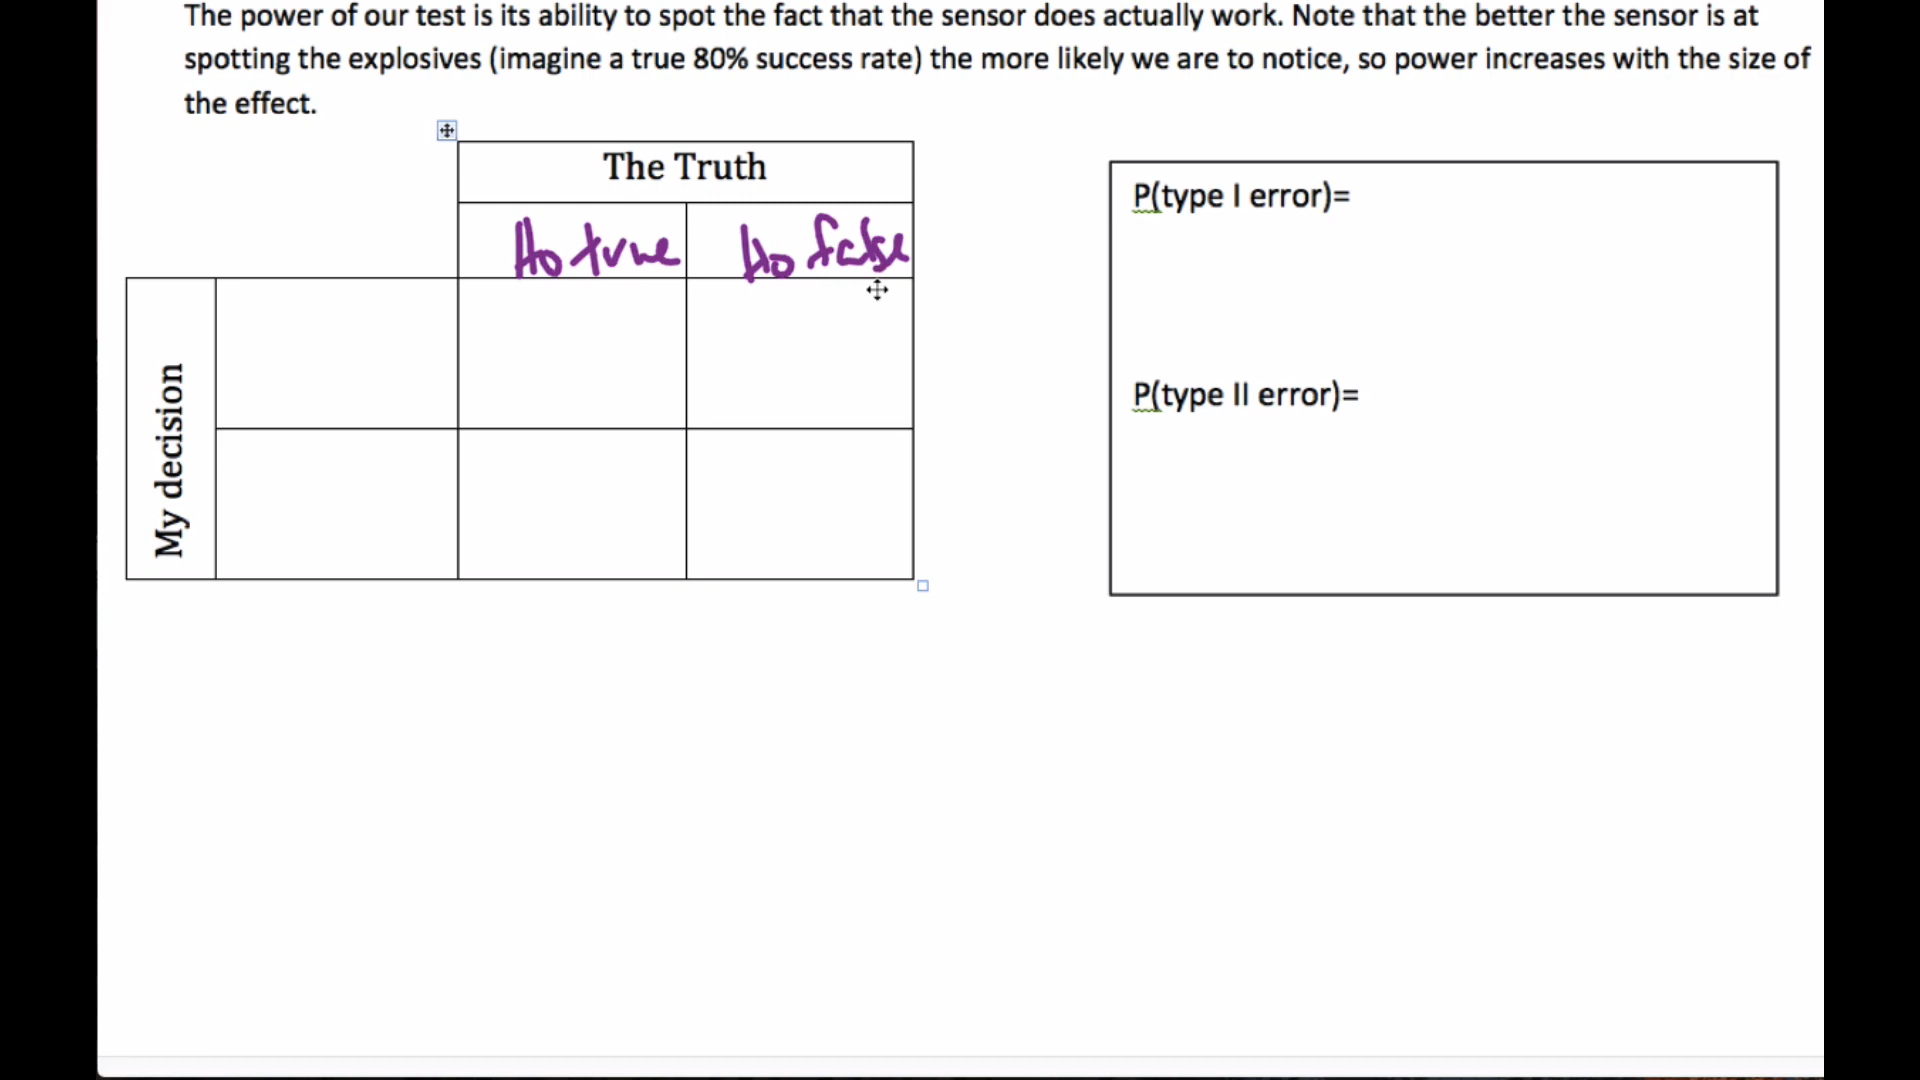 The power of our test is its ability to spot the fact that the sensor does actually work. Note that the better the sensor is at
spotting the explosives (imagine a true 80% success rate) the more likely we are to notice, so power increases with the size of
the effect.
The Truth
Ho true
Ho false
My decision
P(type I error)=
P(type II error)=